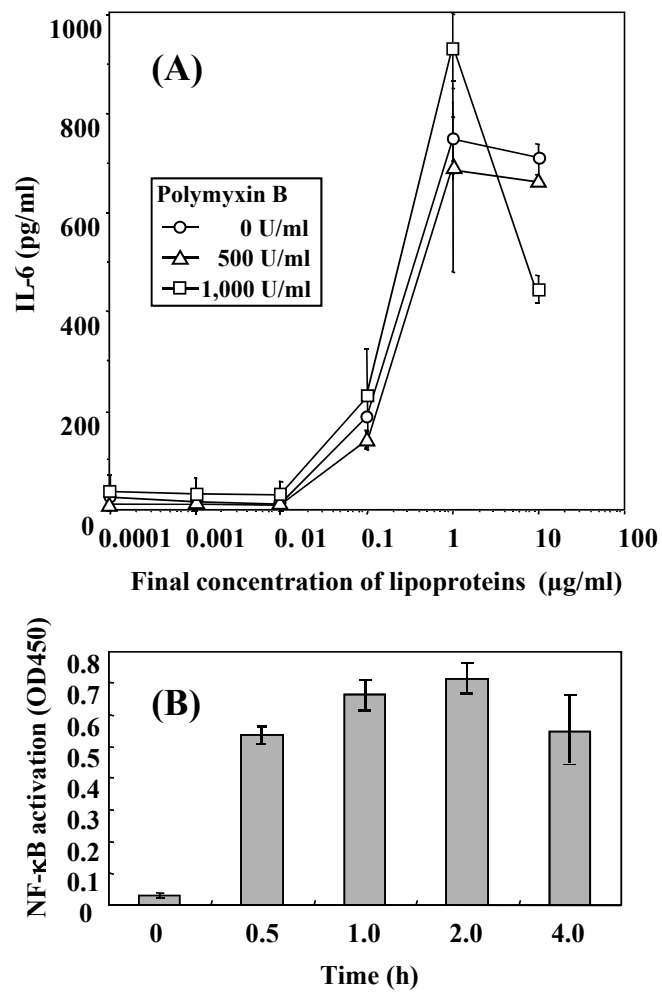 1000
(A)
800
Polymyxin B
0 U/ml
500 U/ml
1,000 U/ml
600
400
200
0
IL-6 (pg/ml)
0.0001 0.001 0. 01 0.1 1 10 100
Final concentration of lipoproteins (µg/ml)
0.8
(B)
0.7
0.6
0.5
0.4
0.3
0.2
0.1
0
NF-κB activation (OD450)
0 0.5 1.0 2.0 4.0
Time (h)